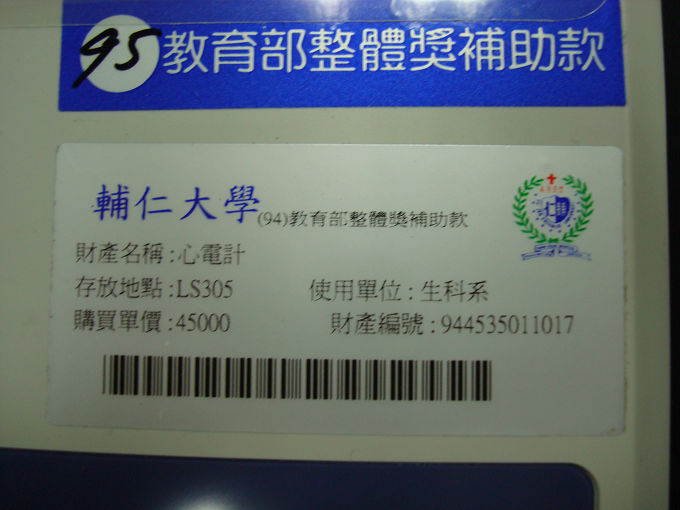 95 教育部整體獎補助款
輔仁大學 (94)教育部整體獎補助款
財產名稱:心電計
存放地點:LS305 使用單位:生科系
購買單價:45000 財產編號:944535011017